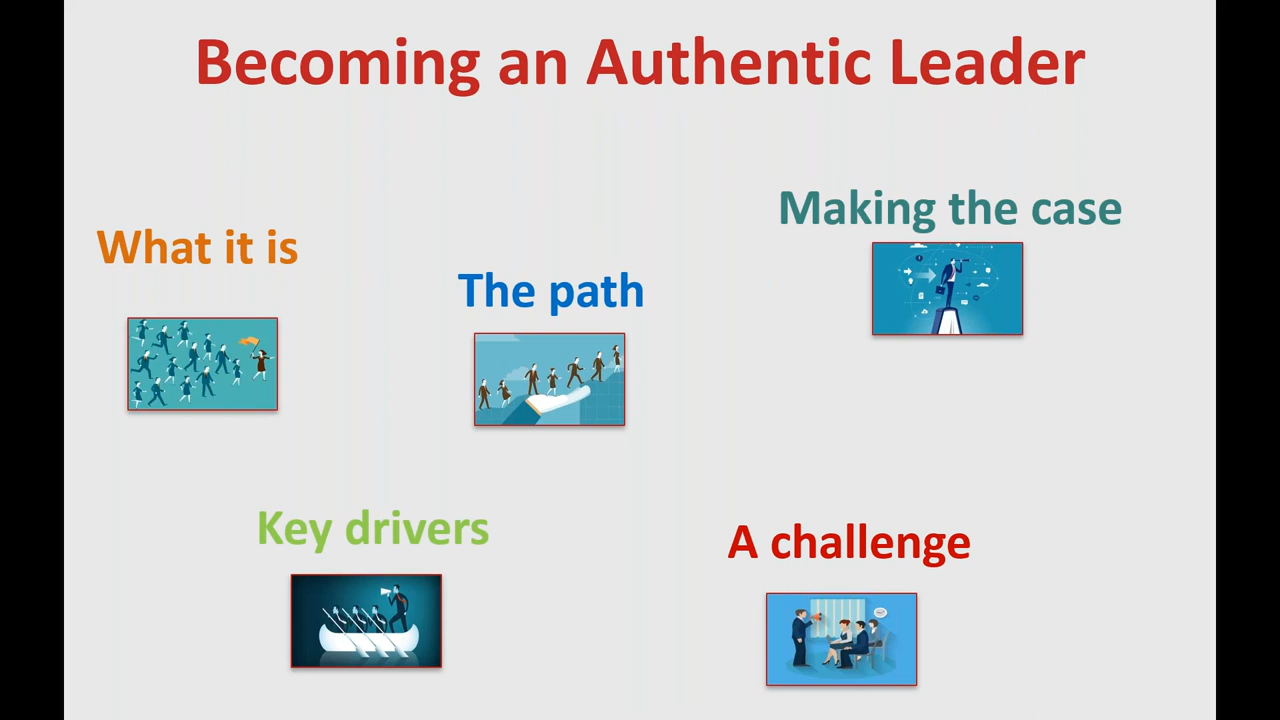 Becoming an Authentic Leader
What it is
The path
Making the case
Key drivers
A challenge